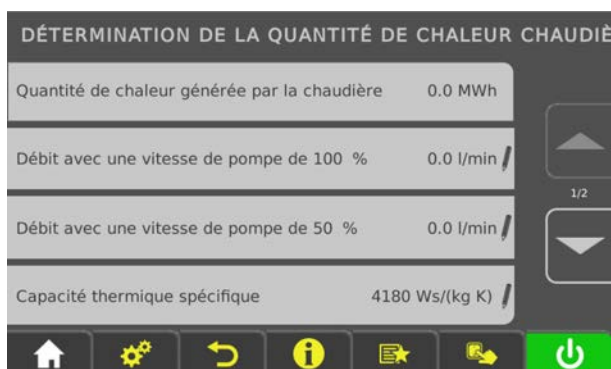 DÉTERMINATION DE LA QUANTITÉ DE CHALEUR CHAUDIÈ
Quantité de chaleur générée par la chaudière 0.0 MWh
Débit avec une vitesse de pompe de 100 % 0.0 l/min
1/2
Débit avec une vitesse de pompe de 50 % 0.0 l/min
Capacité thermique spécifique 4180 Ws/(kg K)